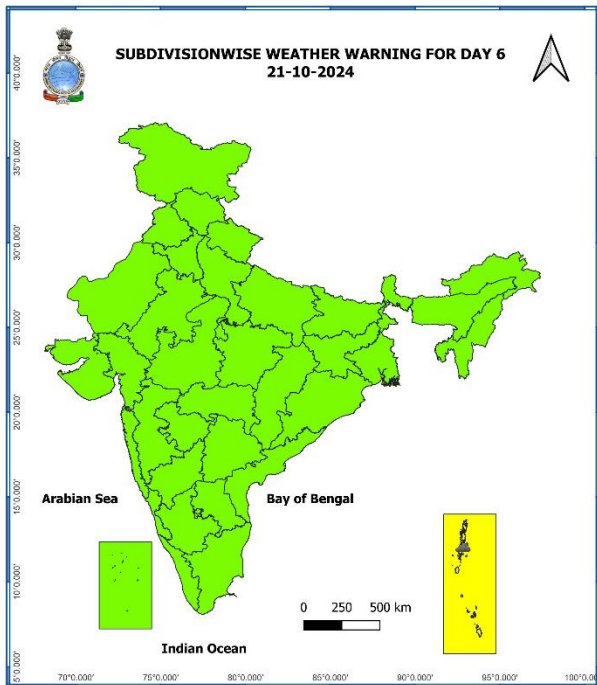 SUBDIVISIONWISE WEATHER WARNING FOR DAY 6
21-10-2024
40°0.000'
35°0.000'
30°0.000'
25°0.000'
20°0.000'
15°0.000'
10°0.000'
5°0.000'
Arabian Sea
Bay of Bengal
0 250 500 km
Indian Ocean
70°0.000' 75°0.000' 80°0.000' 85°0.000' 90°0.000' 95°0.000' 100°0.000'